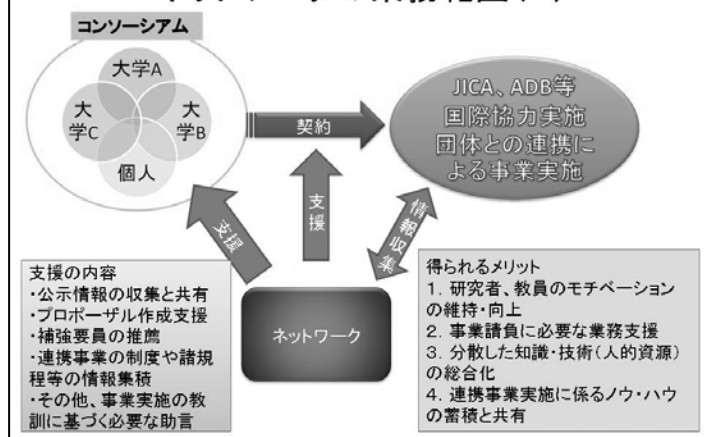 コンソーシアム
大学A
大
学C
大
学B
個人
契約
JICA、ADB等
国際協力実施
団体との連携に
よる事業実施
支援
支援
情報収集
ネットワーク
支援の内容
・公示情報の収集と共有
・プロポーザル作成支援
・補強要員の推薦
・連携事業の制度や諸規
程等の情報集積
・その他、事業実施の教
訓に基づく必要な助言
得られるメリット
1. 研究者、教員のモチベーション
の維持・向上
2. 事業請負に必要な業務支援
3. 分散した知識・技術(人的資源)
の総合化
4. 連携事業実施に係るノウ・ハウ
の蓄積と共有